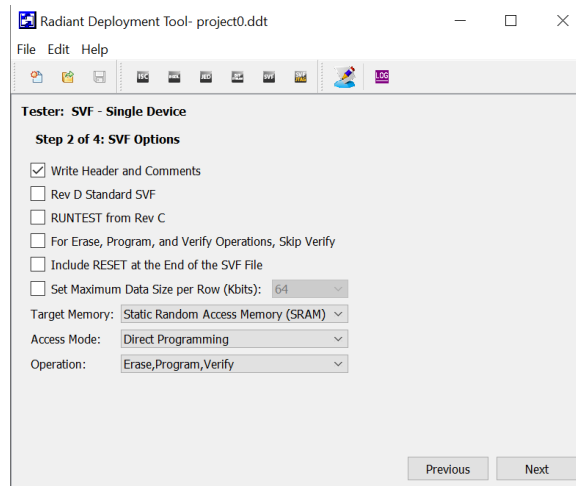 Radiant Deployment Tool- project0.ddt
File Edit Help
ISC JED SVF LOG
Tester: SVF - Single Device
Step 2 of 4: SVF Options
Write Header and Comments
Rev D Standard SVF
RUNTEST from Rev C
For Erase, Program, and Verify Operations, Skip Verify
Include RESET at the End of the SVF File
Set Maximum Data Size per Row (Kbits): 64
Target Memory: Static Random Access Memory (SRAM)
Access Mode: Direct Programming
Operation: Erase,Program,Verify
Previous Next